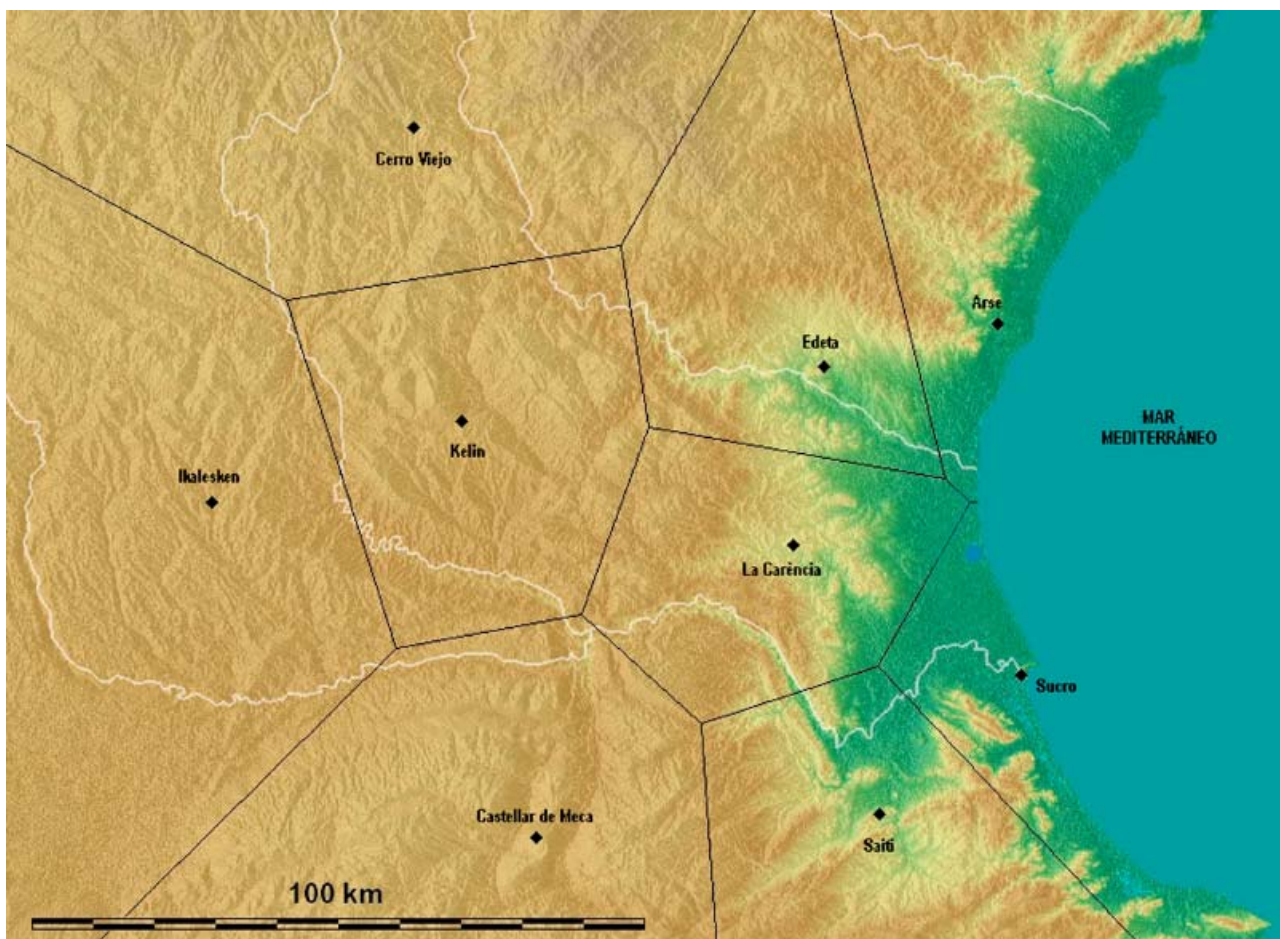 Cerro Viejo
Arse
Edeta
MAR
MEDITERRÁNEO
Kelin
Ikalesken
La Carència
Sucro
Castellar de Meca
Saiti
100 km